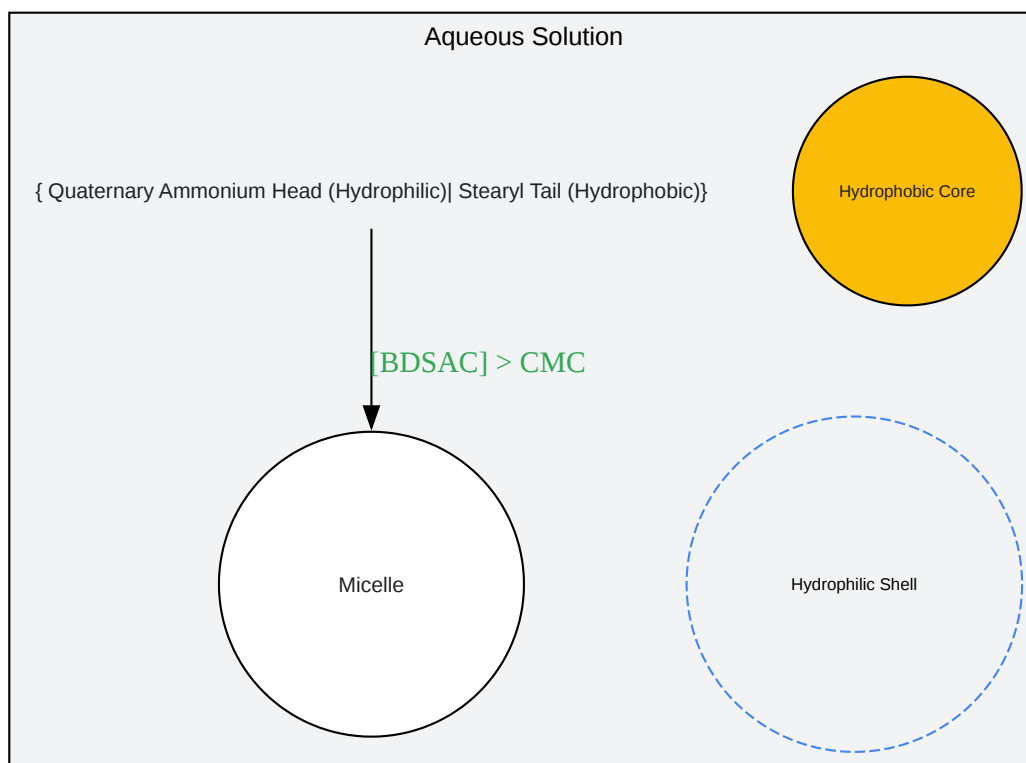 Aqueous Solution
{ Quaternary Ammonium Head (Hydrophilic)| Stearyl Tail (Hydrophobic)}
Hydrophobic Core
[BDSAC] > CMC
Micelle
Hydrophilic Shell